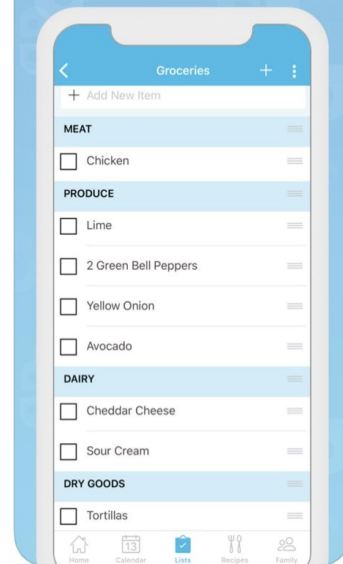 Groceries
Add New Item
MEAT
Chicken
PRODUCE
Lime
2 Green Bell Peppers
Yellow Onion
Avocado
DAIRY
Cheddar Cheese
Sour Cream
DRY GOODS
Tortillas
13
Home Calendar Lists Recipes Family